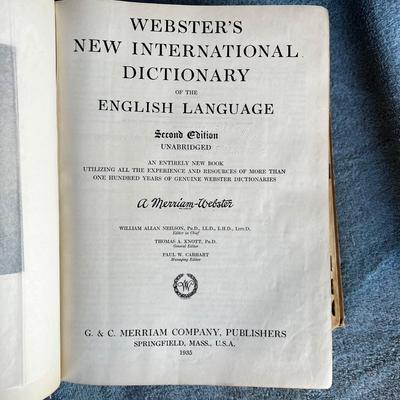 WEBSTER'S
NEW INTERNATIONAL
DICTIONARY
OF THE
ENGLISH LANGUAGE
Second Edition
UNABRIDGED
AN ENTIRELY NEW BOOK
UTILIZING ALL THE EXPERIENCE AND RESOURCES OF MORE THAN
ONE HUNDRED YEARS OF GENUINE WEBSTER DICTIONARIES
A Merriam-Webster
WILLIAM ALLAN NEILSON, PH.D., LL.D., L.H.D., LITT.D.
Editor in Chief
THOMAS A. KNOTT, PH.D.
General Editor
PAUL W. CARHART
Managing Editor
W
G. & C. MERRIAM COMPANY, PUBLISHERS
SPRINGFIELD, MASS., U.S.A.
1935